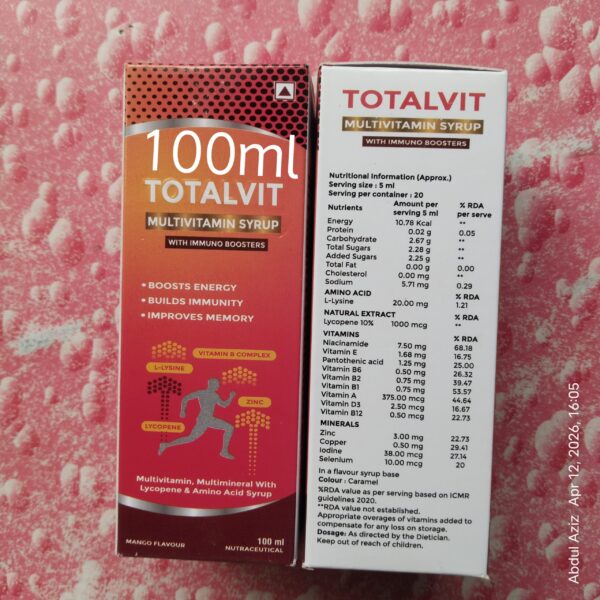 100ml
TOTALVIT
MULTIVITAMIN SYRUP
WITH IMMUNO BOOSTERS
• BOOSTS ENERGY
• BUILDS IMMUNITY
• IMPROVES MEMORY
VITAMIN B COMPLEX
L-LYSINE
ZINC
LYCOPENE
Multivitamin, Multimineral With
Lycopene & Amino Acid Syrup
MANGO FLAVOUR
100 ml
NUTRACEUTICAL
TOTALVIT
MULTIVITAMIN SYRUP
WITH IMMUNO BOOSTERS
Nutritional Information (Approx.)
Serving size : 5 ml
Serving per container : 20
Nutrients Amount per serving 5 ml % RDA per serve
Energy 10.78 Kcal **
Protein 0.02 g 0.05
Carbohydrate 2.67 g **
Total Sugars 2.28 g **
Added Sugars 2.25 g **
Total Fat 0.00 g 0.00
Cholesterol 0.00 mg **
Sodium 5.71 mg 0.29
AMINO ACID % RDA
L-Lysine 20.00 mg 1.21
NATURAL EXTRACT % RDA
Lycopene 10% 1000 mcg **
VITAMINS % RDA
Niacinamide 7.50 mg 68.18
Vitamin E 1.68 mg 16.75
Pantothenic acid 1.25 mg 25.00
Vitamin B6 0.50 mg 26.32
Vitamin B2 0.75 mg 39.47
Vitamin B1 0.75 mg 53.57
Vitamin A 375.00 mcg 44.64
Vitamin D3 2.50 mcg 16.67
Vitamin B12 0.50 mcg 22.73
MINERALS
Zinc 3.00 mg 22.73
Copper 0.50 mg 29.41
Iodine 38.00 mcg 27.14
Selenium 10.00 mcg 20
In a flavour syrup base
Colour : Caramel
%RDA value as per serving based on ICMR
guidelines 2020.
**RDA value not established.
Appropriate overages of vitamins added to
compensate for any loss on storage.
Dosage: As directed by the Dietician.
Keep out of reach of children.
Abdul Aziz Apr 12, 2026, 16:05